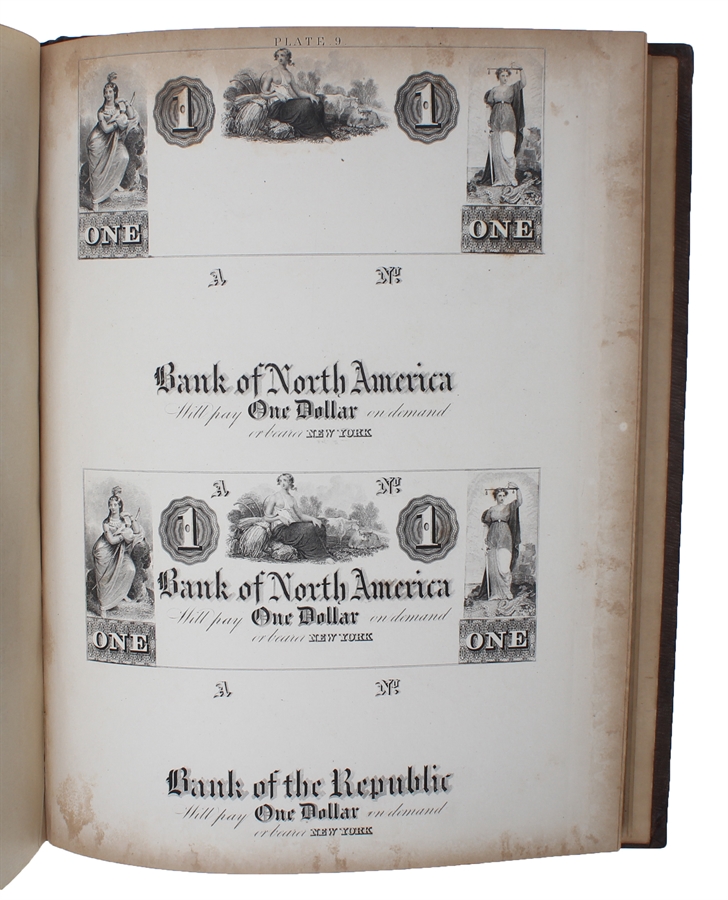 PLATE 9
1 1
ONE ONE
A No.
Bank of North America
Will pay One Dollar on demand
or bearer NEW YORK
A No.
1 1
Bank of North America
Will pay One Dollar on demand
or bearer NEW YORK
ONE ONE
A No.
Bank of the Republic
Will pay One Dollar on demand
or bearer NEW YORK